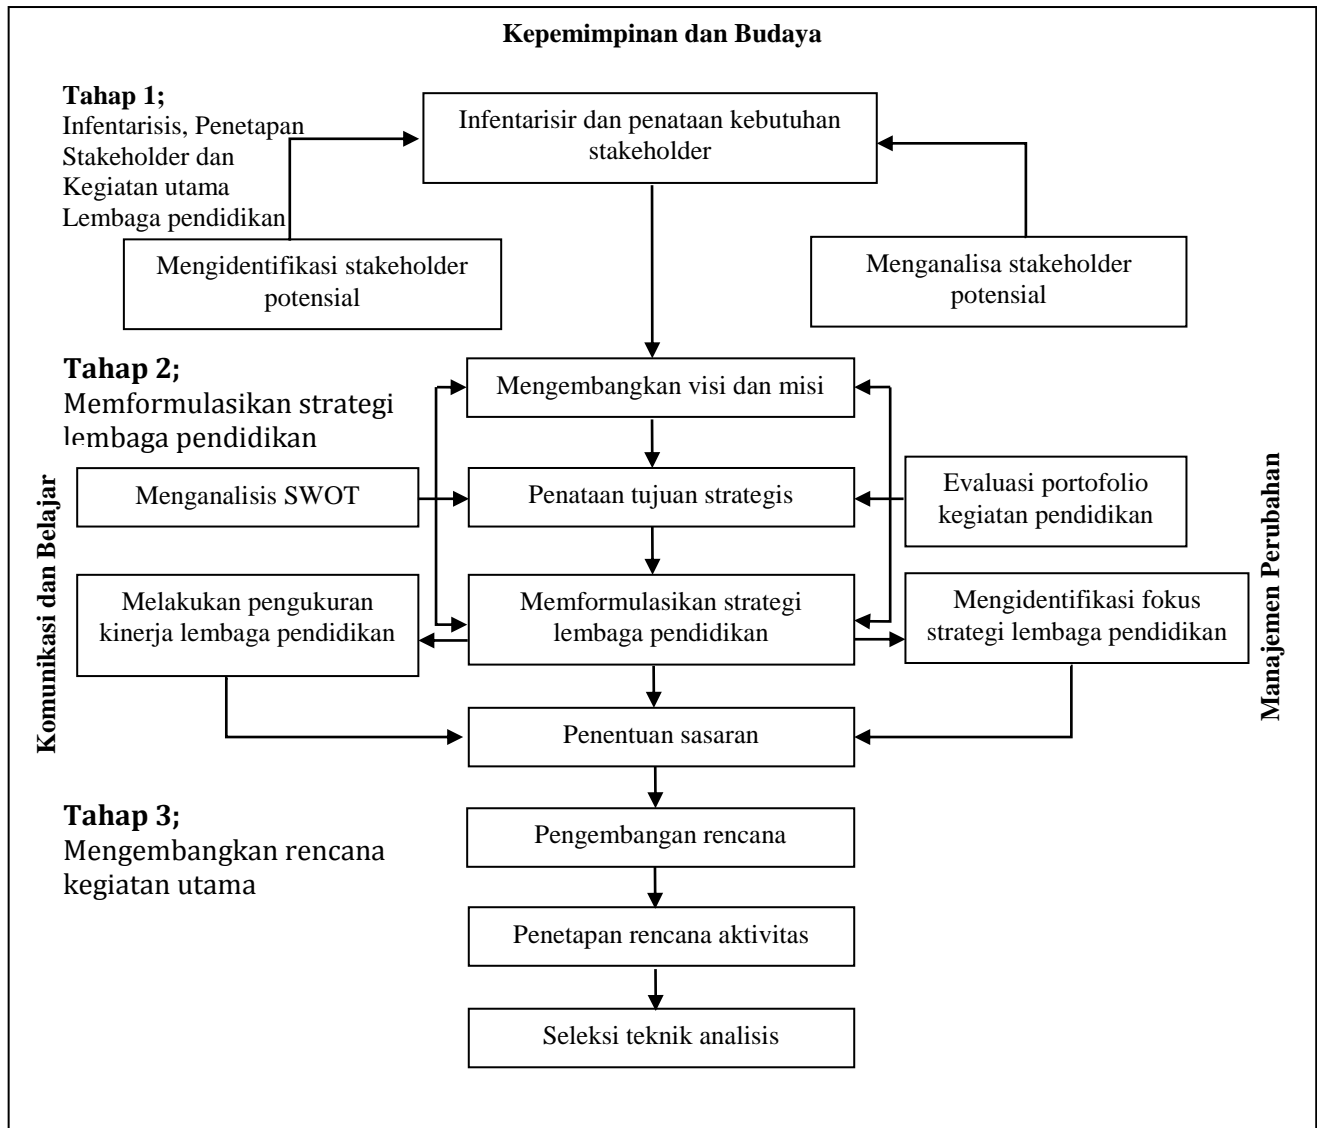 Kepemimpinan dan Budaya
Tahap 1;
Infentarisis, Penetapan
Stakeholder dan
Kegiatan utama
Lembaga pendidikan
Infentarisir dan penataan kebutuhan
stakeholder
Mengidentifikasi stakeholder
potensial
Menganalisa stakeholder
potensial
Tahap 2;
Memformulasikan strategi
lembaga pendidikan
Mengembangkan visi dan misi
Menganalisis SWOT
Penataan tujuan strategis
Evaluasi portofolio
kegiatan pendidikan
Komunikasi dan Belajar
Manajemen Perubahan
Melakukan pengukuran
kinerja lembaga pendidikan
Memformulasikan strategi
lembaga pendidikan
Mengidentifikasi fokus
strategi lembaga pendidikan
Penentuan sasaran
Tahap 3;
Mengembangkan rencana
kegiatan utama
Pengembangan rencana
Penetapan rencana aktivitas
Seleksi teknik analisis